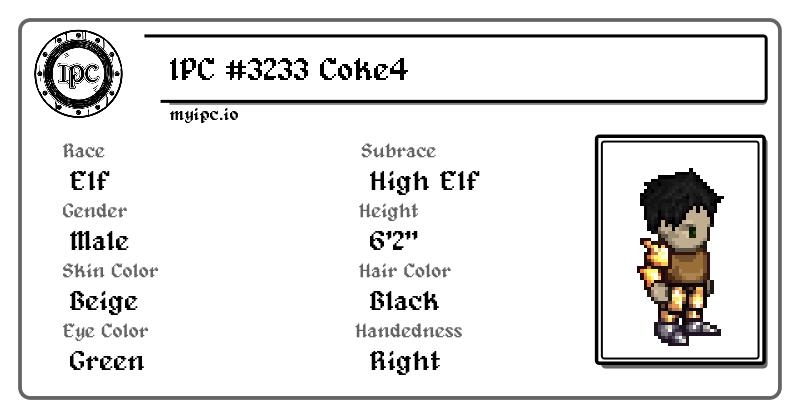 IPC
IPC #3233 Coke4
myipc.io
Race
Subrace
Elf
High Elf
Gender
Height
Male
6'2"
Skin Color
Hair Color
Beige
Black
Eye Color
Handedness
Green
Right